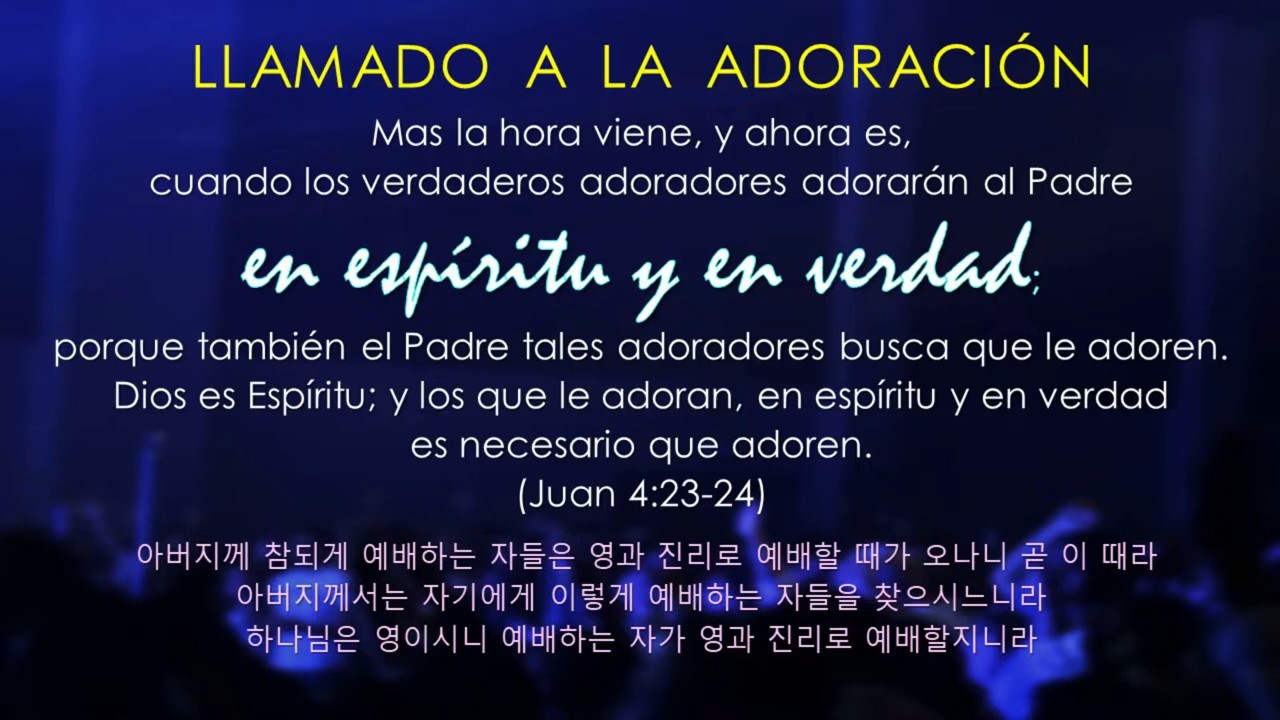 LLAMADO A LA ADORACIÓN
Mas la hora viene, y ahora es,
cuando los verdaderos adoradores adorarán al Padre
en espíritu y en verdad;
porque también el Padre tales adoradores busca que le adoren.
Dios es Espíritu; y los que le adoran, en espíritu y en verdad
es necesario que adoren.
(Juan 4:23-24)
아버지께 참되게 예배하는 자들은 영과 진리로 예배할 때가 오나니 곧 이 때라
아버지께서는 자기에게 이렇게 예배하는 자들을 찾으시느니라
하나님은 영이시니 예배하는 자가 영과 진리로 예배할지니라